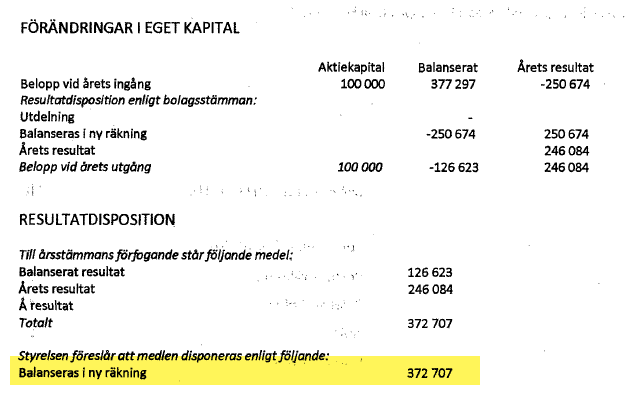 FÖRÄNDRINGAR I EGET KAPITAL
Aktiekapital Balanserat Årets resultat
Belopp vid årets ingång 100 000 377 297 -250 674
Resultatdisposition enligt bolagsstämman:
Utdelning -
Balanseras i ny räkning -250 674 250 674
Årets resultat 246 084
Belopp vid årets utgång 100 000 -126 623 246 084
RESULTATDISPOSITION
Till årsstämmans förfogande står följande medel:
Balanserat resultat 126 623
Årets resultat 246 084
Å resultat
Totalt 372 707
Styrelsen föreslår att medlen disponeras enligt följande:
Balanseras i ny räkning 372 707